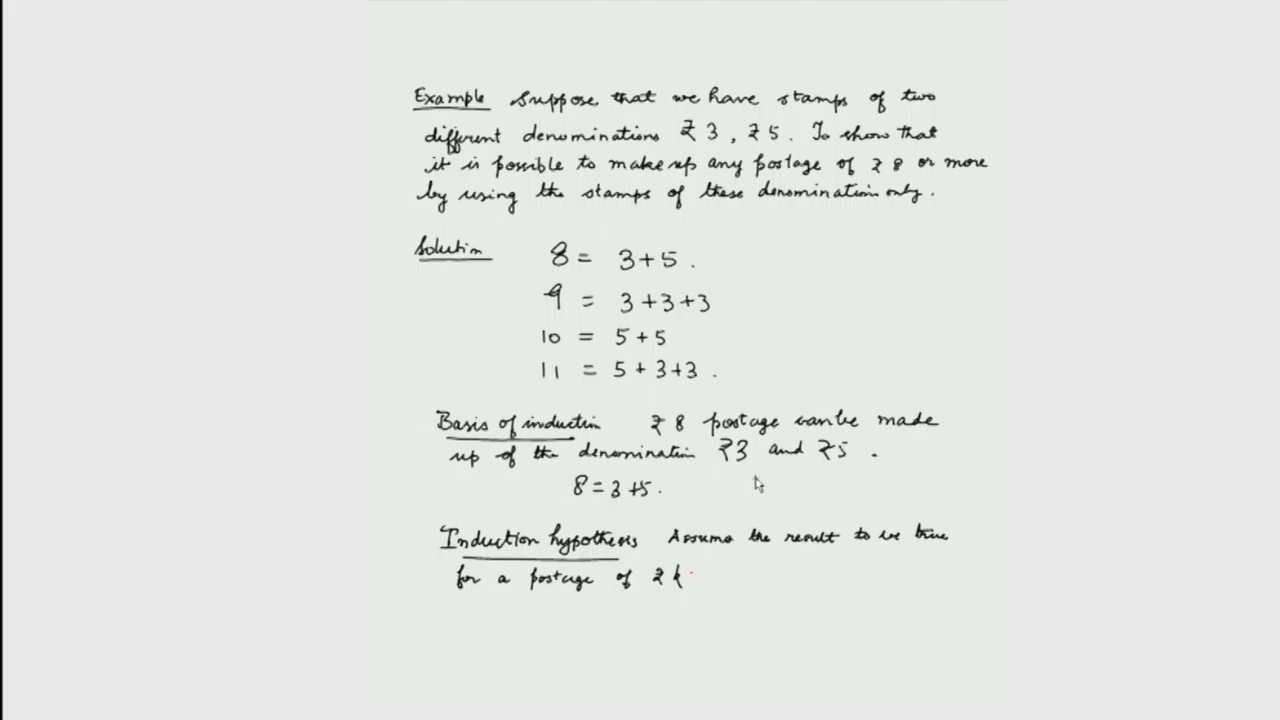 Example Suppose that we have stamps of two
different denominations ₹ 3 , ₹ 5 . To show that
it is possible to make up any postage of ₹ 8 or more
by using the stamps of these denomination only .
Solution 8 = 3 + 5 .
9 = 3 + 3 + 3
10 = 5 + 5
11 = 5 + 3 + 3 .
Basis of induction ₹ 8 postage can be made
up of the denomination ₹3 and ₹5 .
8 = 3 + 5 .
Induction hypothesis Assume the result to be true
for a postage of ₹ k